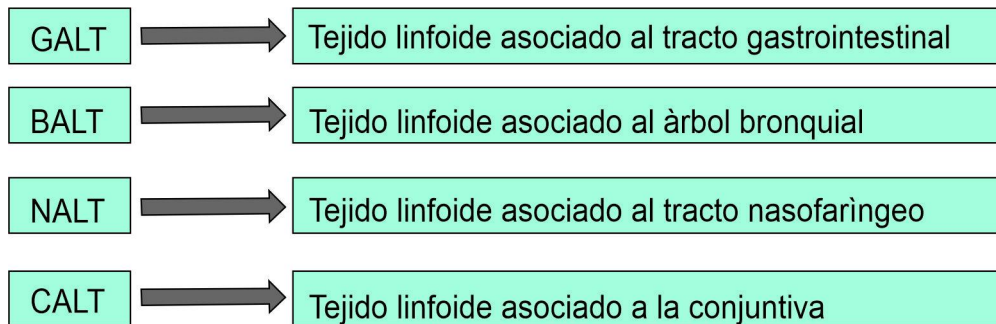 GALT Tejido linfoide asociado al tracto gastrointestinal
BALT Tejido linfoide asociado al àrbol bronquial
NALT Tejido linfoide asociado al tracto nasofarìngeo
CALT Tejido linfoide asociado a la conjuntiva